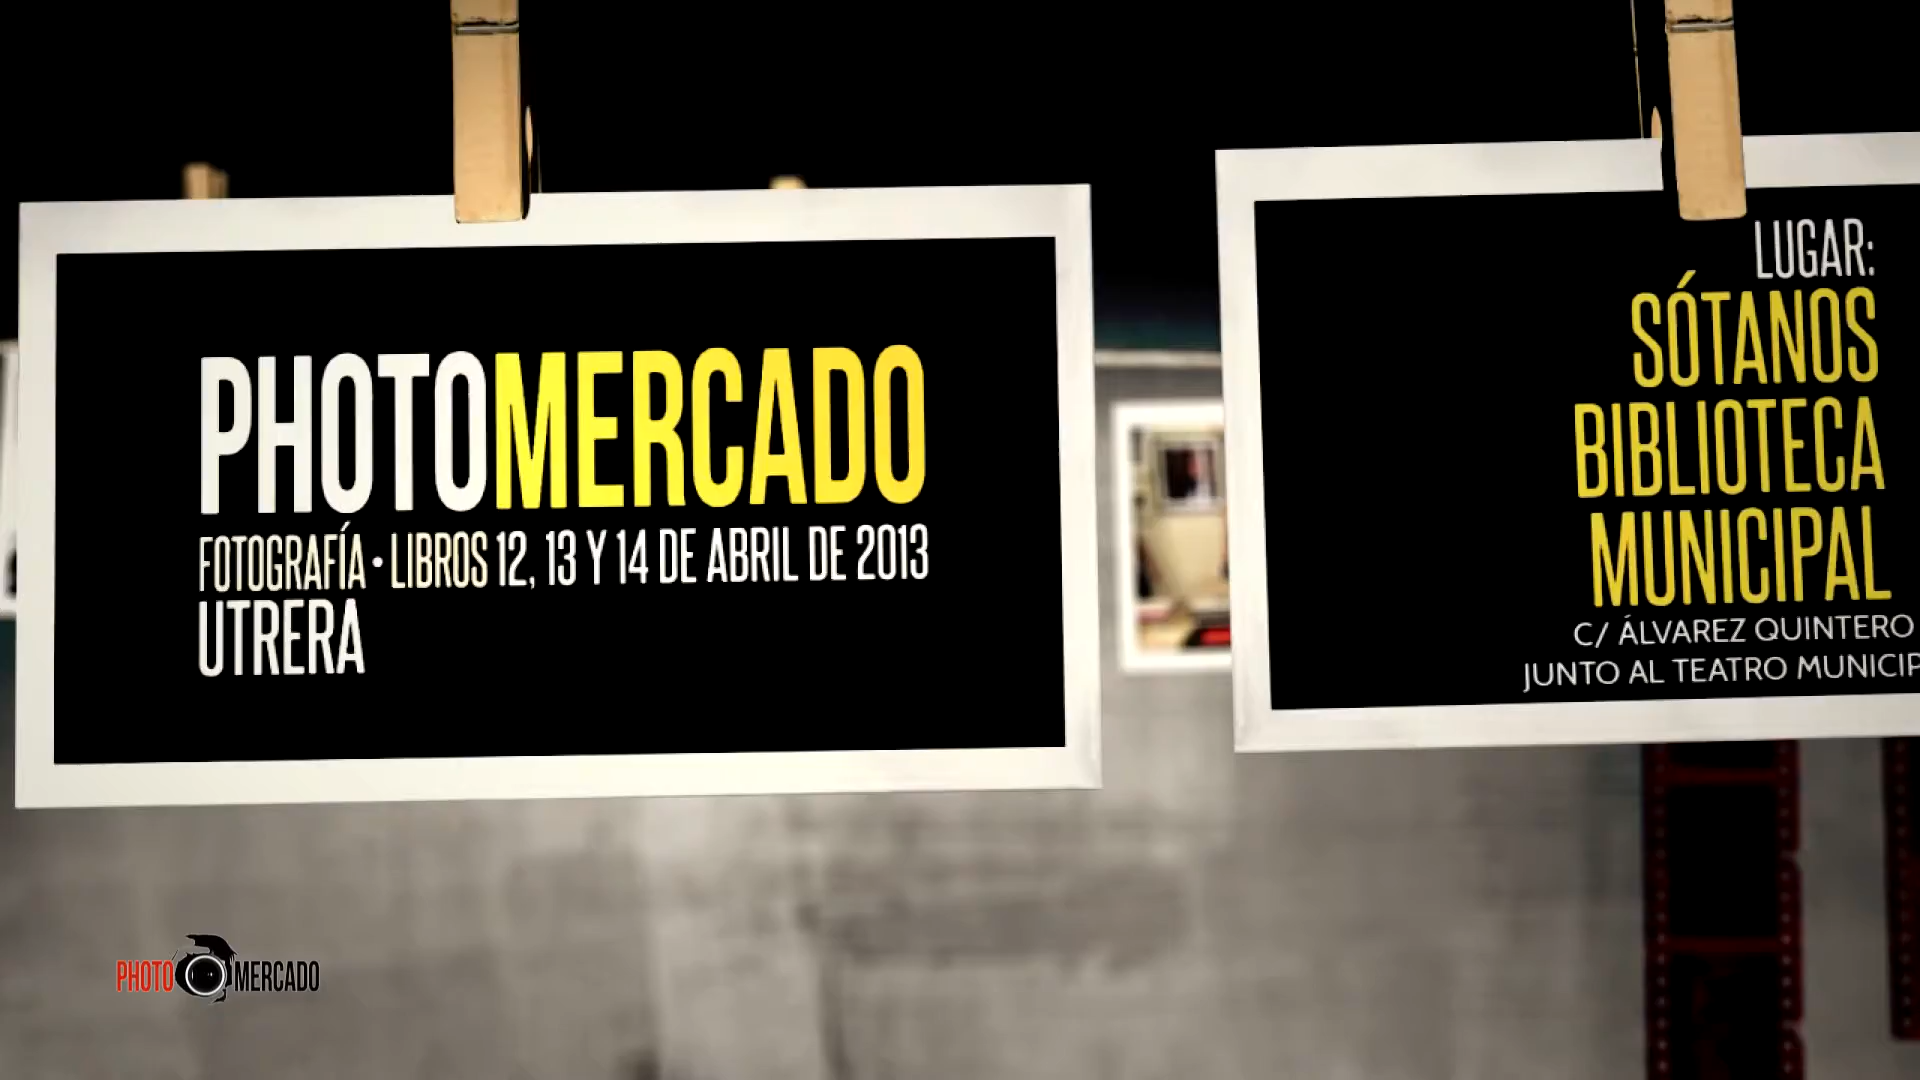 PHOTOMERCADO
FOTOGRAFÍA • LIBROS 12, 13 Y 14 DE ABRIL DE 2013
UTRERA
LUGAR:
SÓTANOS
BIBLIOTECA
MUNICIPAL
C/ ÁLVAREZ QUINTERO
JUNTO AL TEATRO
PHOTO MERCADO